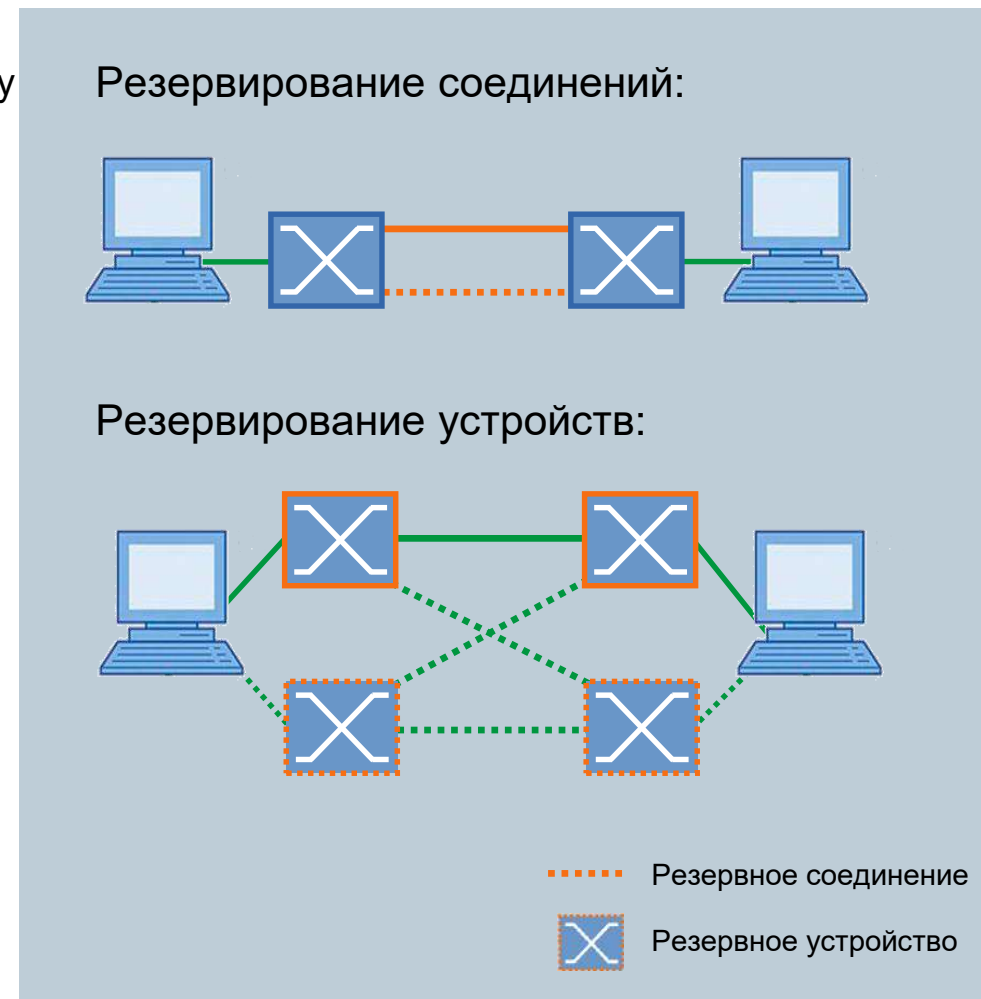 у
Резервирование соединений:
Резервирование устройств:
Резервное соединение
Резервное устройство